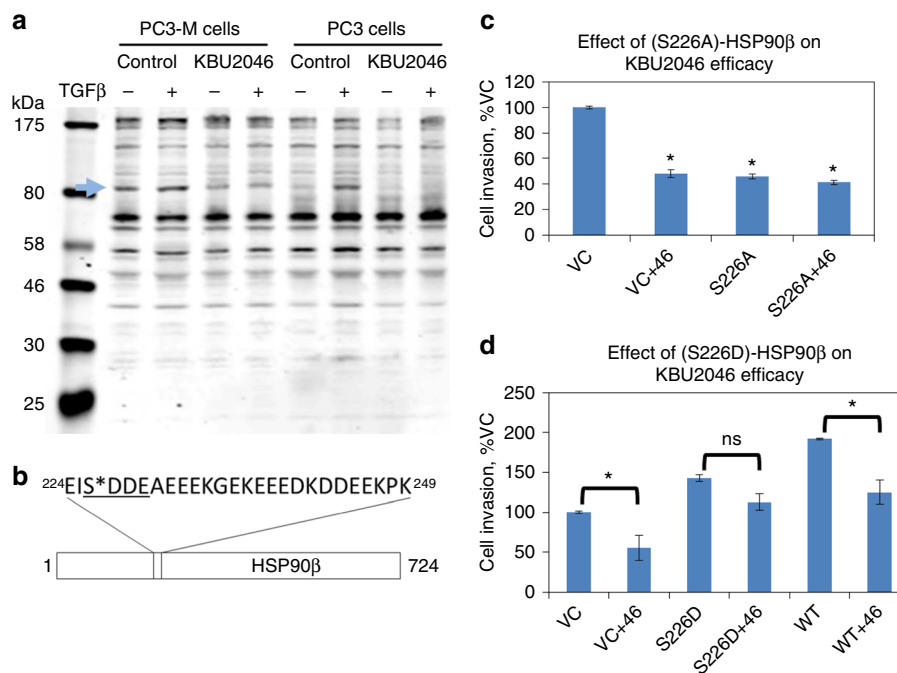 a
PC3-M cells PC3 cells
Control KBU2046 Control KBU2046
kDa TGFβ – + – + – + – +
175
80
58
46
30
25
b
224EIS*DDEAEEEKGEKEEEDKDDEEKPK249
1 HSP90β 724
c
Effect of (S226A)-HSP90β on
KBU2046 efficacy
Cell invasion, %VC
120
100
80
60
40
20
0
* * *
VC VC+46 S226A S226A+46
d
Effect of (S226D)-HSP90β on
KBU2046 efficacy
Cell invasion, %VC
250
200
150
100
50
0
* ns *
VC VC+46 S226D S226D+46 WT WT+46